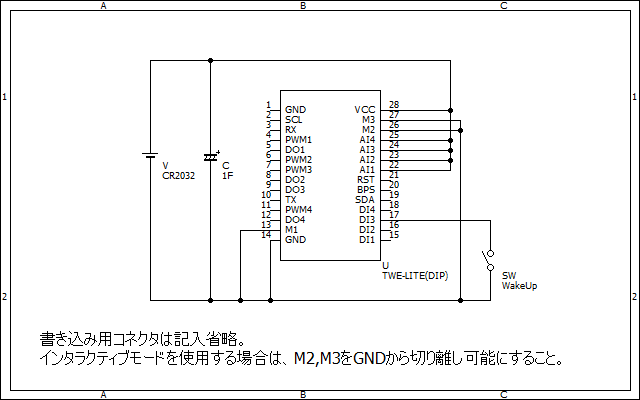 A B C
1 1
1 GND VCC 28
2 SCL M3 27
3 RX M2 26
4 PWM1 AI4 25
5 DO1 AI3 24
6 PWM2 AI2 23
7 PWM3 AI1 22
8 DO2 RST 21
9 DO3 BPS 20
10 TX SDA 19
11 PWM4 DI4 18
12 DO4 DI3 17
13 M1 DI2 16
14 GND DI1 15
V
CR2032
+
C
1F
U
TWE-LITE(DIP)
SW
WakeUp
2 2
書き込み用コネクタは記入省略。
インタラクティブモードを使用する場合は、M2,M3をGNDから切り離し可能にすること。
A B C